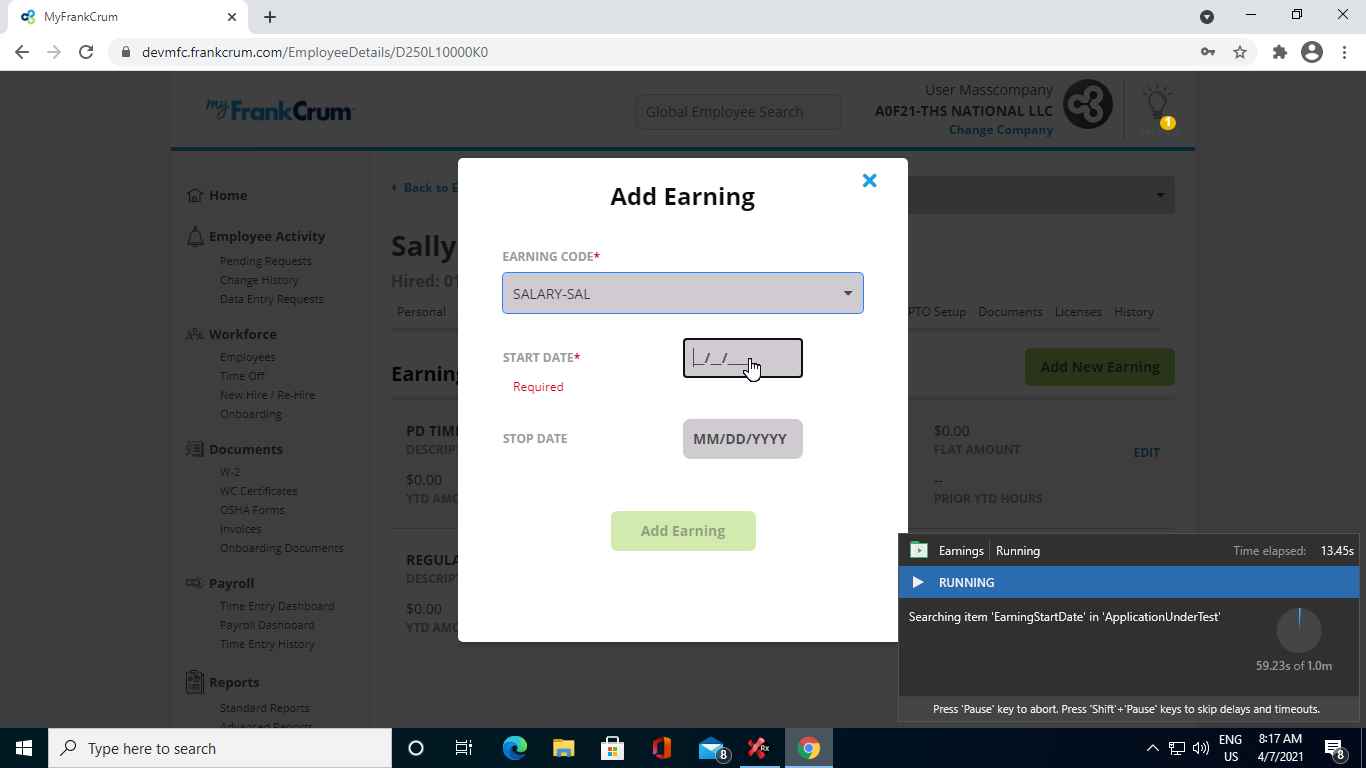 MyFrankCrum
devmfc.frankcrum.com/EmployeeDetails/D250L10000K0
myFrankCrum
Global Employee Search
User Masscompany
A0F21-THS NATIONAL LLC
Change Company
1
Home
Employee Activity
Pending Requests
Change History
Data Entry Requests
Workforce
Employees
Time Off
New Hire / Re-Hire
Onboarding
Documents
W-2
WC Certificates
OSHA Forms
Invoices
Onboarding Documents
Payroll
Time Entry Dashboard
Payroll Dashboard
Time Entry History
Reports
Standard Reports
Advanced Reports
Back to E
Sally
Hired: 01
Personal
PTO Setup Documents Licenses History
Earning
Add New Earning
PD TIM
DESCRIP
$0.00
YTD AMO
$0.00
FLAT AMOUNT
EDIT
--
PRIOR YTD HOURS
REGULA
DESCRIP
$0.00
YTD AMO
Add Earning
EARNING CODE*
SALARY-SAL
START DATE*
__/__/____
Required
STOP DATE
MM/DD/YYYY
Add Earning
Earnings Running Time elapsed: 13.45s
RUNNING
Searching item 'EarningStartDate' in 'ApplicationUnderTest'
59.23s of 1.0m
Press 'Pause' key to abort. Press 'Shift'+'Pause' keys to skip delays and timeouts.
Type here to search
8
Rx
ENG
US
8:17 AM
4/7/2021
8